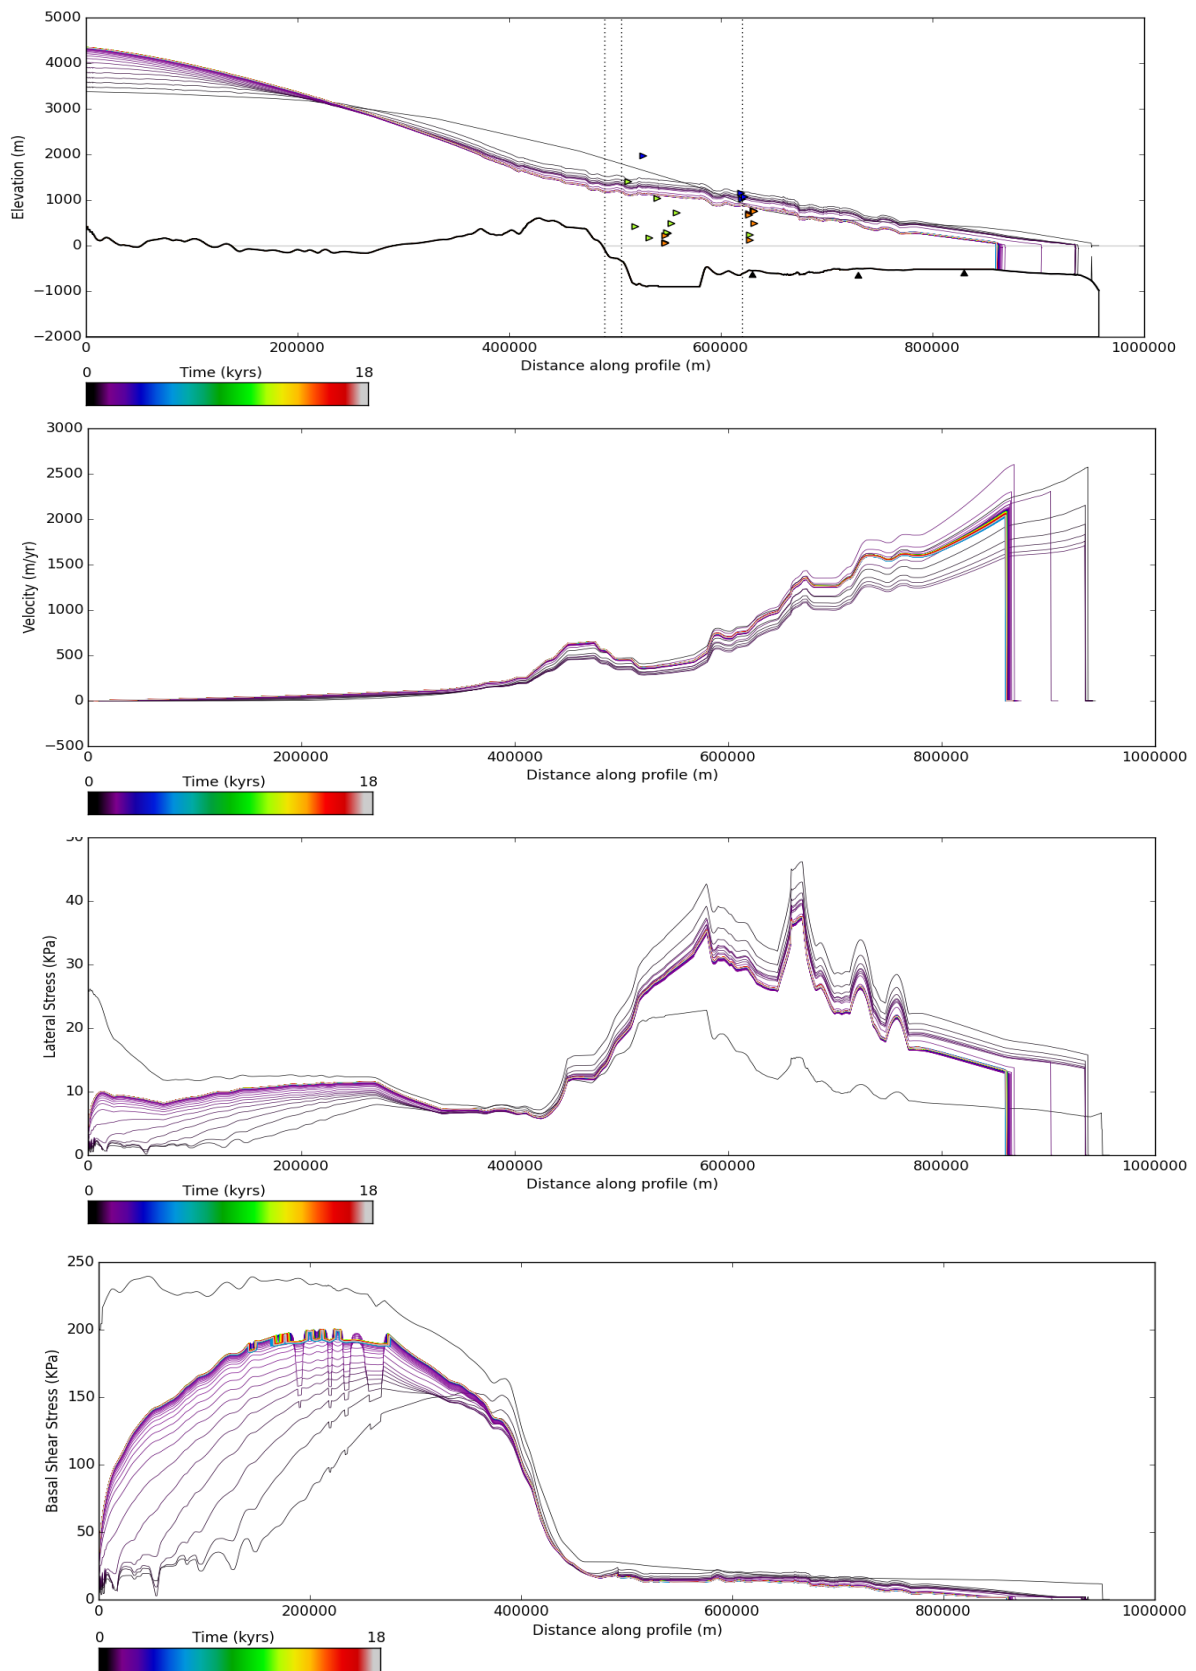 5000
4000
3000
2000
1000
0
−1000
−2000
Elevation (m)
0 200000 400000 600000 800000 1000000
Distance along profile (m)
0 Time (kyrs) 18
3000
2500
2000
1500
1000
500
0
−500
Velocity (m/yr)
0 200000 400000 600000 800000 1000000
Distance along profile (m)
0 Time (kyrs) 18
50
40
30
20
10
0
Lateral Stress (KPa)
0 200000 400000 600000 800000 1000000
Distance along profile (m)
0 Time (kyrs) 18
250
200
150
100
50
0
Basal Shear Stress (KPa)
0 200000 400000 600000 800000 1000000
Distance along profile (m)
0 Time (kyrs) 18